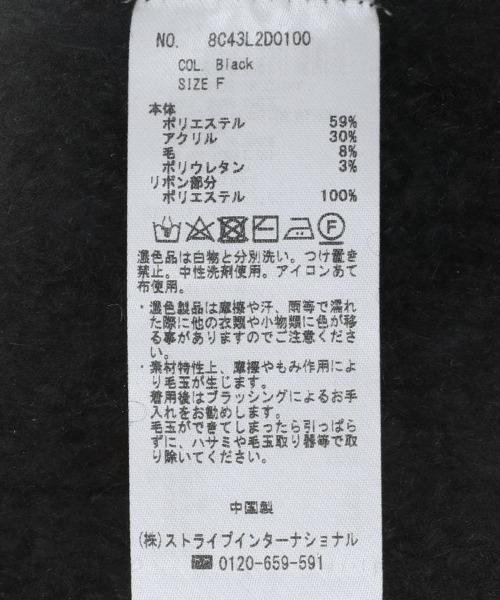 NO. 8C43L2D0100
COL. Black
SIZE F
本体
ポリエステル 59%
アクリル 30%
毛 8%
ポリウレタン 3%
リボン部分
ポリエステル 100%
F
濃色品は白物と分別洗い。つけ置き
禁止。中性洗剤使用。アイロンあて
布使用。
・濃色製品は摩擦や汗、雨等で濡れ
た際に他の衣類や小物類に色が移
る事がありますのでご注意くださ
い。
・素材特性上、摩擦やもみ作用によ
り毛玉が生じます。
着用後はブラッシングによるお手
入れをお勧めします。
毛玉ができてしまったら引っぱら
ずに、ハサミや毛玉取り器等で取
り除いてください。
中国製
(株)ストライプインターナショナル
0120-659-591